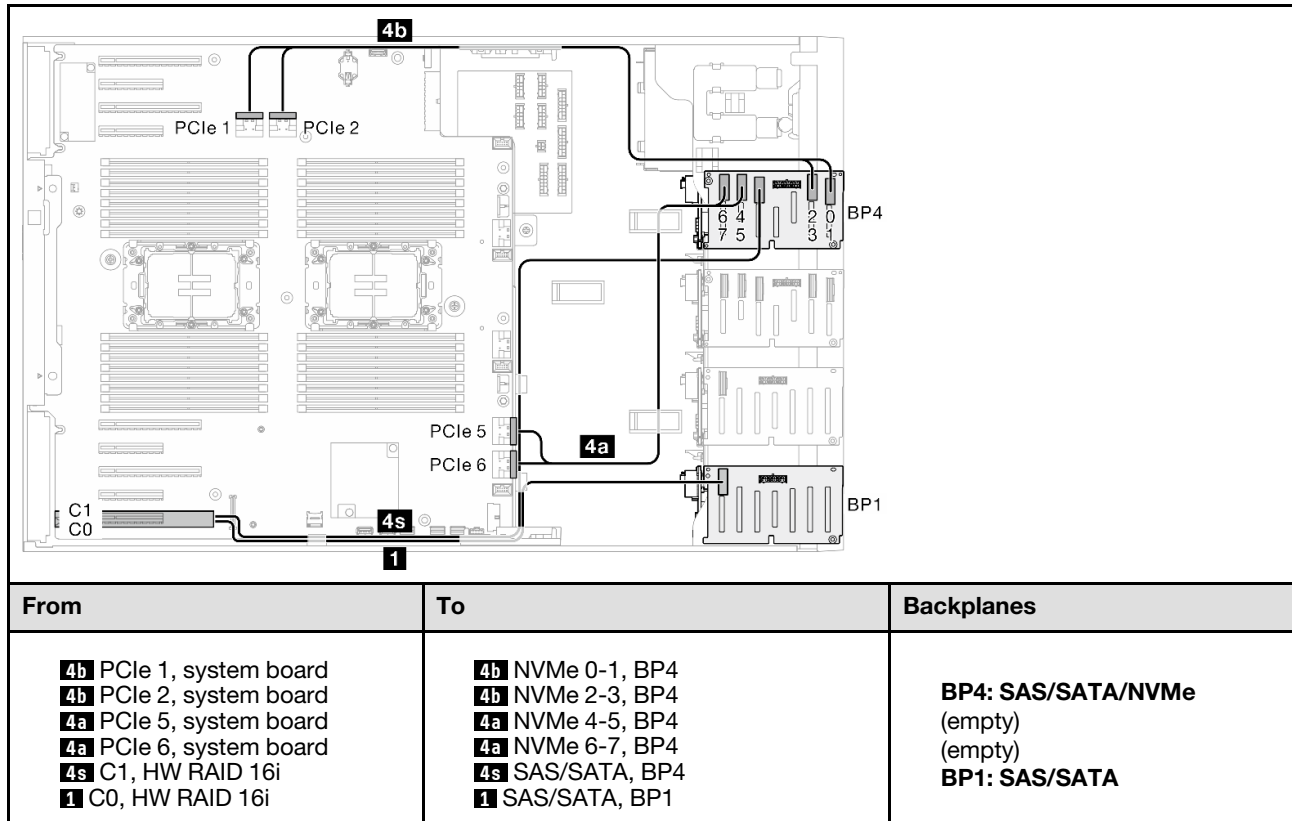 4b
PCIe 1
PCIe 2
6 4 2 0
7 5 3 1
BP4
PCIe 5
PCIe 6
4a
C1
C0
4s
1
BP1
From To Backplanes
4b PCIe 1, system board
4b PCIe 2, system board
4a PCIe 5, system board
4a PCIe 6, system board
4s C1, HW RAID 16i
1 C0, HW RAID 16i
4b NVMe 0-1, BP4
4b NVMe 2-3, BP4
4a NVMe 4-5, BP4
4a NVMe 6-7, BP4
4s SAS/SATA, BP4
1 SAS/SATA, BP1
BP4: SAS/SATA/NVMe
(empty)
(empty)
BP1: SAS/SATA